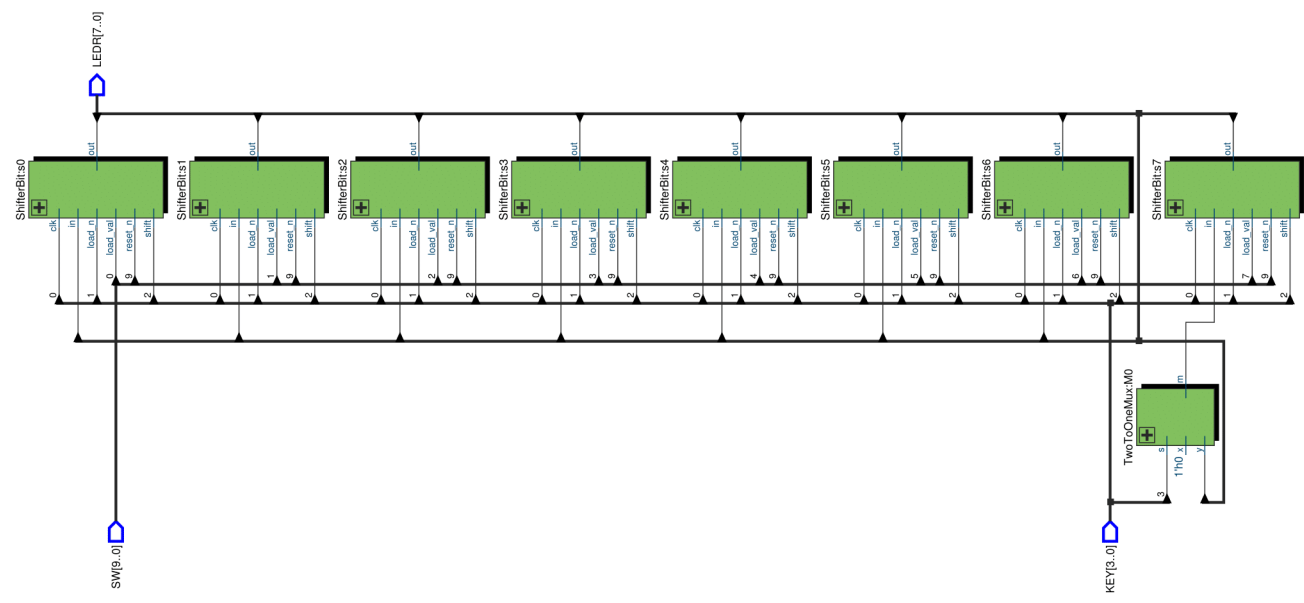 LEDR[7..0]
ShifterBit:s0
out
clk
in
load_n
load_val
reset_n
shift
0
1
0
9
2
ShifterBit:s1
out
clk
in
load_n
load_val
reset_n
shift
0
1
1
9
2
ShifterBit:s2
out
clk
in
load_n
load_val
reset_n
shift
0
1
2
9
2
ShifterBit:s3
out
clk
in
load_n
load_val
reset_n
shift
0
1
3
9
2
ShifterBit:s4
out
clk
in
load_n
load_val
reset_n
shift
0
1
4
9
2
ShifterBit:s5
out
clk
in
load_n
load_val
reset_n
shift
0
1
5
9
2
ShifterBit:s6
out
clk
in
load_n
load_val
reset_n
shift
0
1
6
9
2
ShifterBit:s7
out
clk
in
load_n
load_val
reset_n
shift
0
1
7
9
2
TwoToOneMux:M0
m
s
1'h0 x
y
3
SW[9..0]
KEY[3..0]